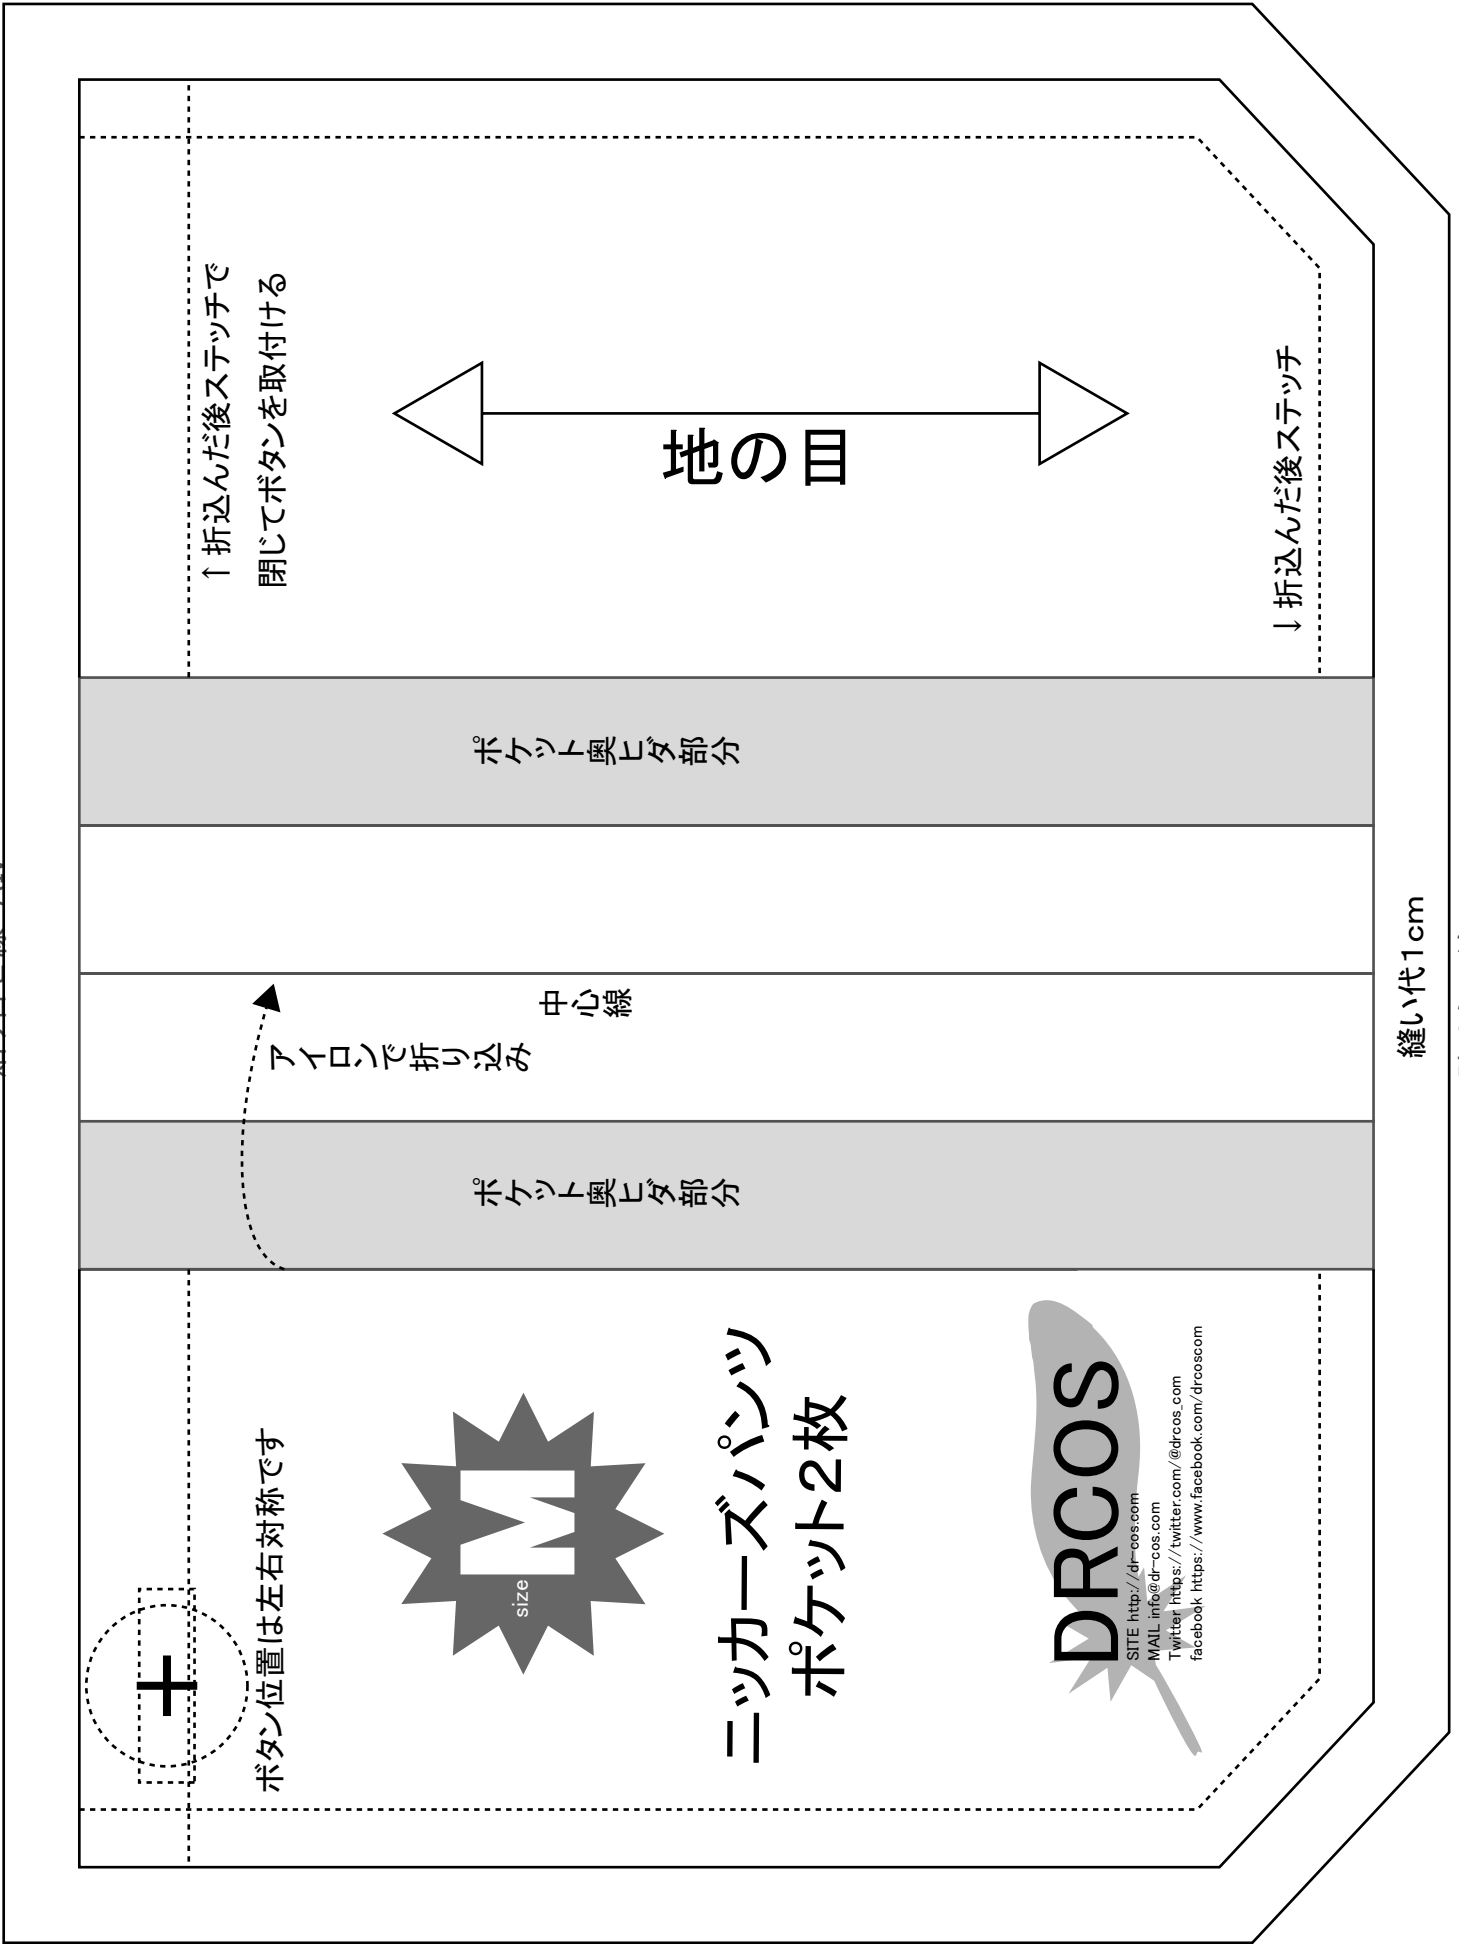 ↑折込んだ後ステッチで
閉じてボタンを取付ける
地の目
↓折込んだ後ステッチ
ポケット奥ヒダ部分
中心線
アイロンで折り込み
縫い代1cm
ポケット奥ヒダ部分
ボタン位置は左右対称です
size
M
ニッカーズパンツ
ポケット2枚
DRCOS
SITE http://dr-cos.com
MAIL info@dr-cos.com
Twitter https://twitter.com/@drcos_com
facebook https://www.facebook.com/drcoscom